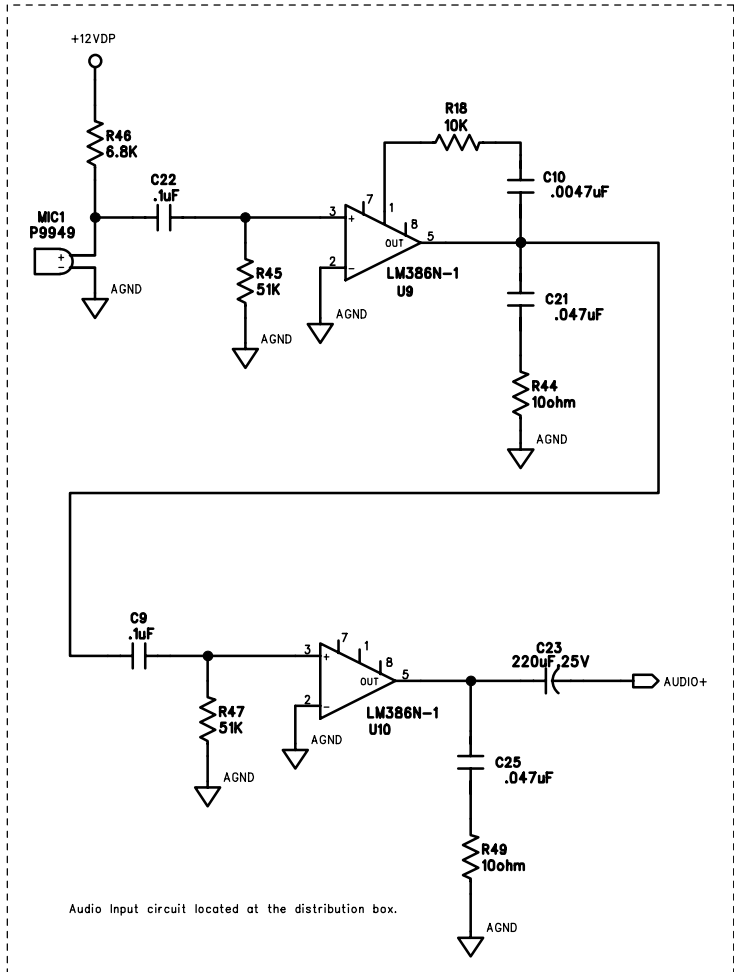 +12VDP
R46
6.8K
C22
.1uF
MIC1
P9949
+
−
AGND
R45
51K
AGND
3
+
2
−
7
1
8
OUT
5
LM386N-1
U9
AGND
R18
10K
C10
.0047uF
C21
.047uF
R44
10ohm
AGND
C9
.1uF
R47
51K
AGND
3
+
2
−
7
1
8
OUT
5
LM386N-1
U10
AGND
C23
220uF,25V
AUDIO+
C25
.047uF
R49
10ohm
AGND
Audio Input circuit located at the distribution box.